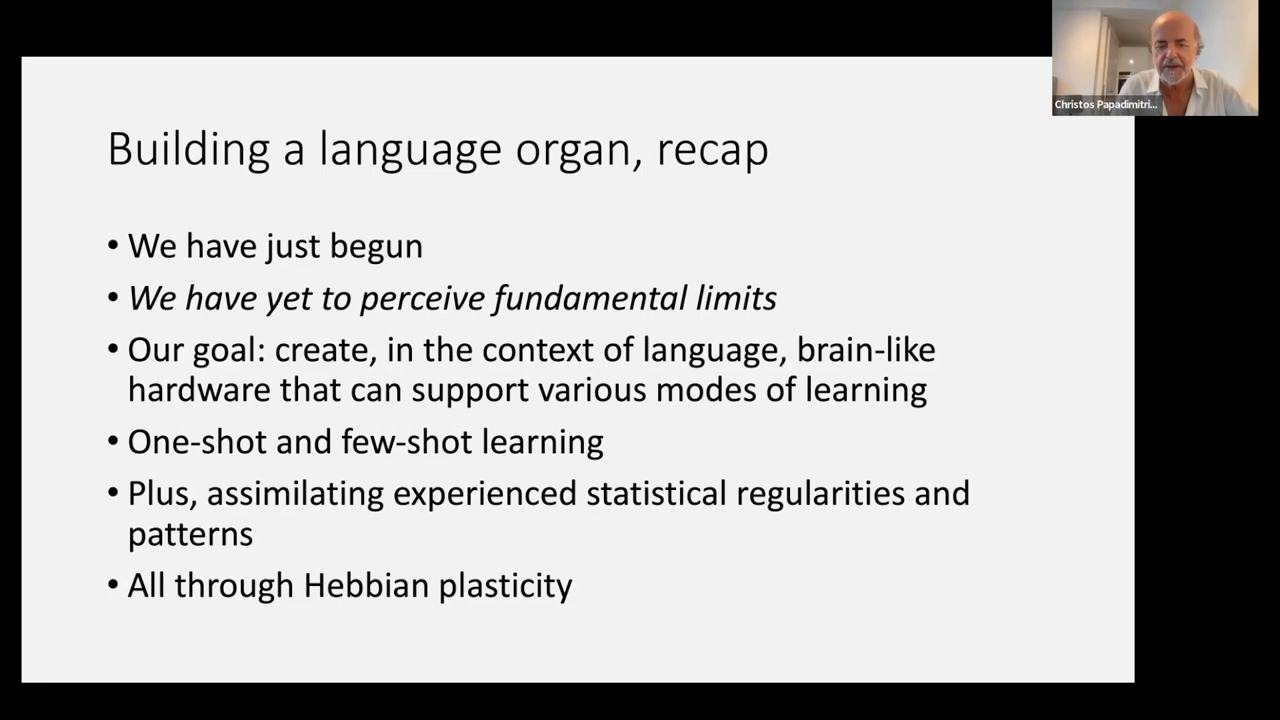 Christos Papadimitri...
Building a language organ, recap
• We have just begun
• We have yet to perceive fundamental limits
• Our goal: create, in the context of language, brain-like
hardware that can support various modes of learning
• One-shot and few-shot learning
• Plus, assimilating experienced statistical regularities and
patterns
• All through Hebbian plasticity